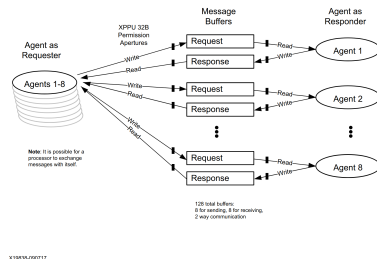 Message
Buffers
Agent as
Responder
XPPU 32B
Permission
Apertures
Agent as
Requester
Request
Response
Write
Read
Read
Write
Agent 1
Agents 1-8
Request
Response
Write
Read
Read
Write
Agent 2
Note: It is possible for a
processor to exchange
messages with itself.
Write
Read
Request
Response
Read
Write
Agent 8
128 total buffers:
8 for sending, 8 for receiving,
2 way communication
X19838-090717